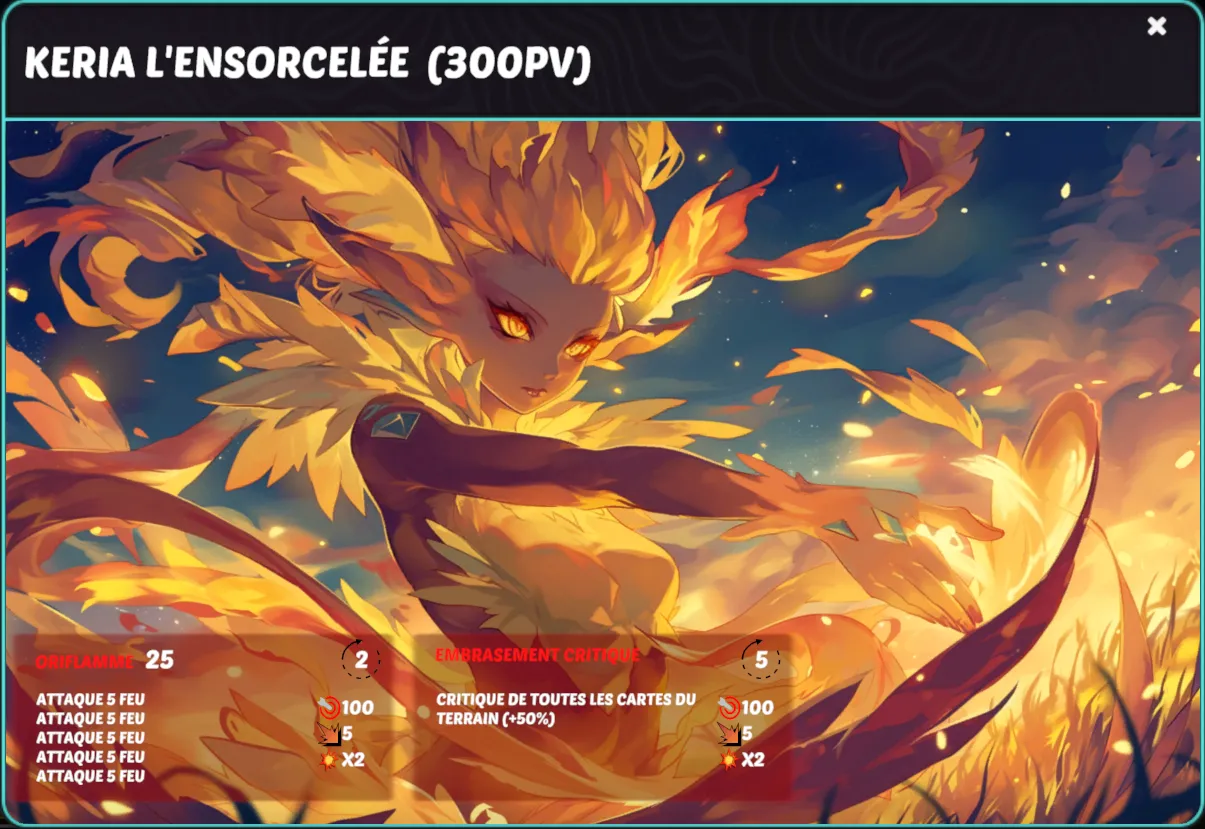 KERIA L'ENSORCELÉE (300PV)
ORIFLAMME 25
2
ATTAQUE 5 FEU
ATTAQUE 5 FEU
ATTAQUE 5 FEU
ATTAQUE 5 FEU
ATTAQUE 5 FEU
100
5
X2
EMBRASEMENT CRITIQUE
5
CRITIQUE DE TOUTES LES CARTES DU
TERRAIN (+50%)
100
5
X2